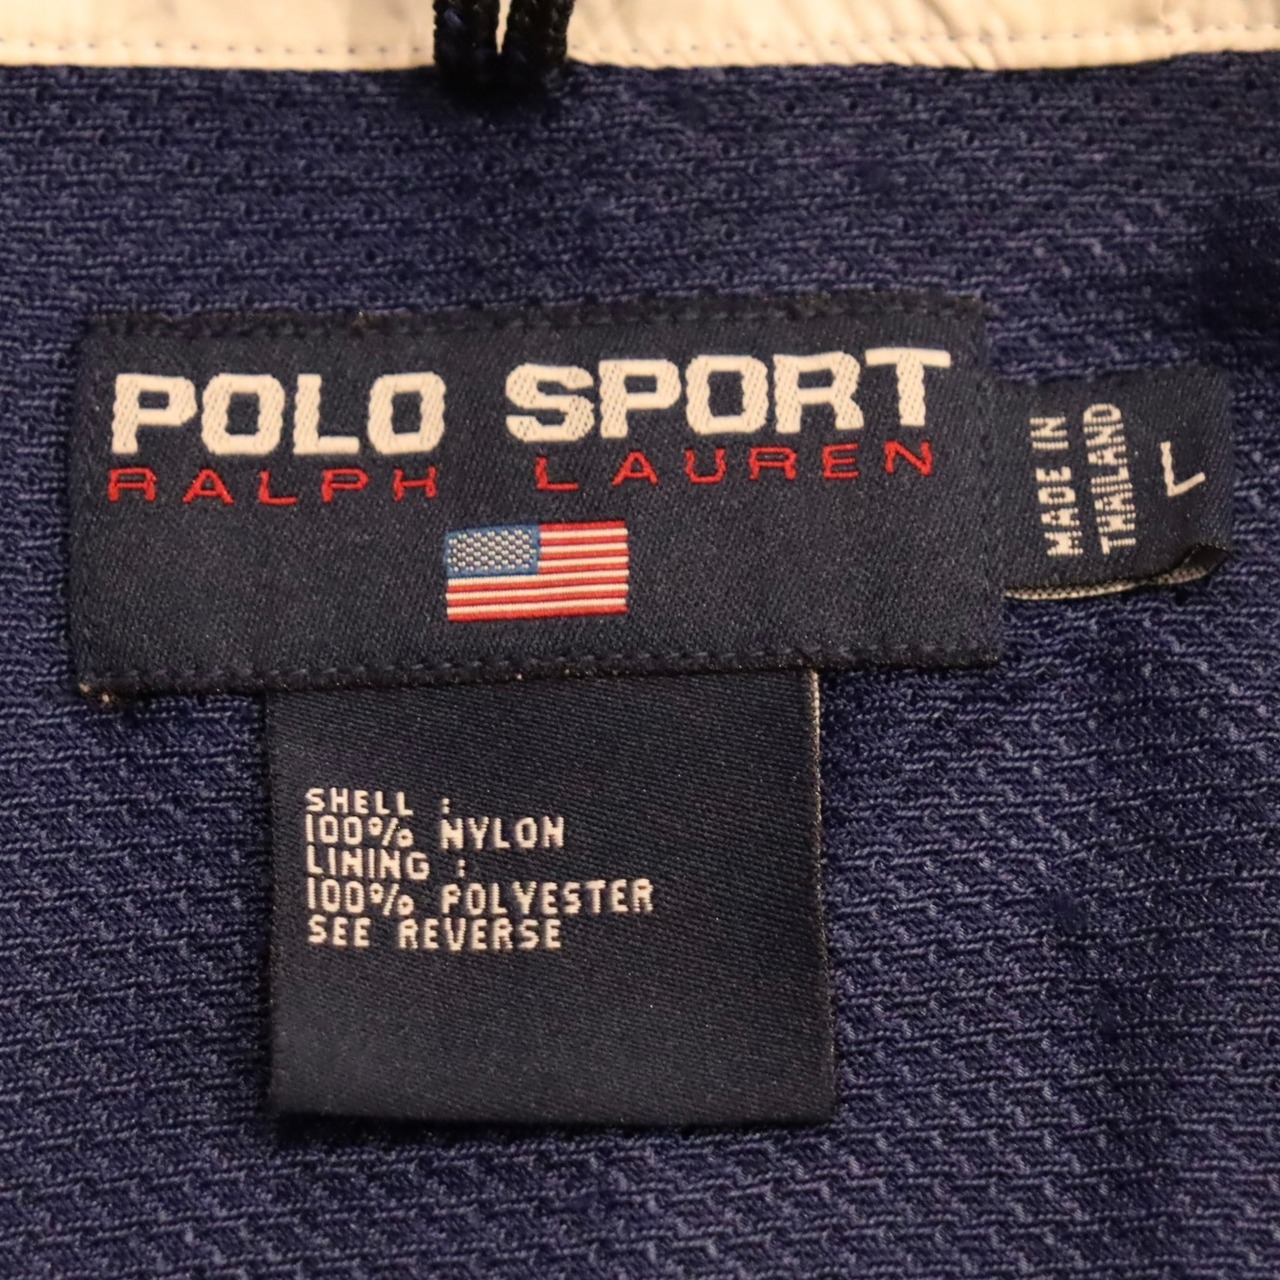 POLO SPORT
RALPH LAUREN
MADE IN
THAILAND
L
SHELL :
100% NYLON
LINING :
100% POLYESTER
SEE REVERSE